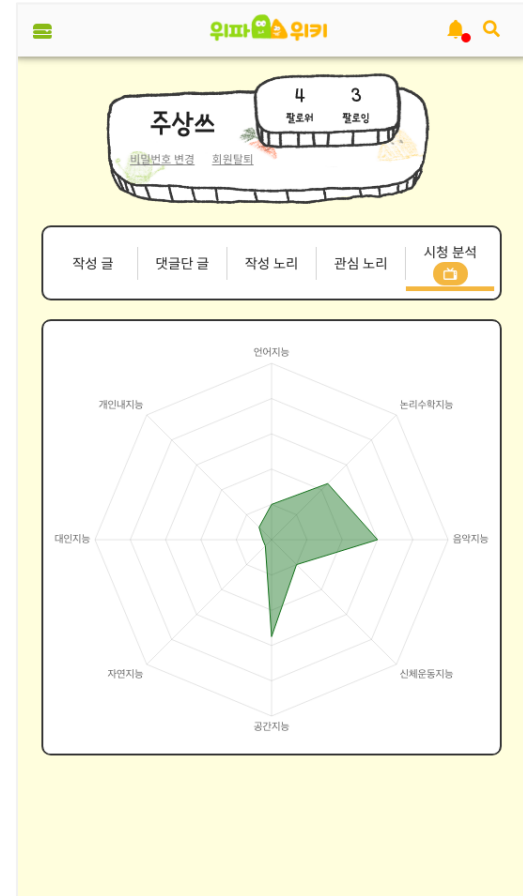 위파위키
4 3
팔로워 팔로잉
주상쓰
비밀번호 변경 회원탈퇴
작성 글 댓글단 글 작성 노리 관심 노리 시청 분석
언어지능
개인내지능 논리수학지능
대인지능 음악지능
자연지능 신체운동지능
공간지능